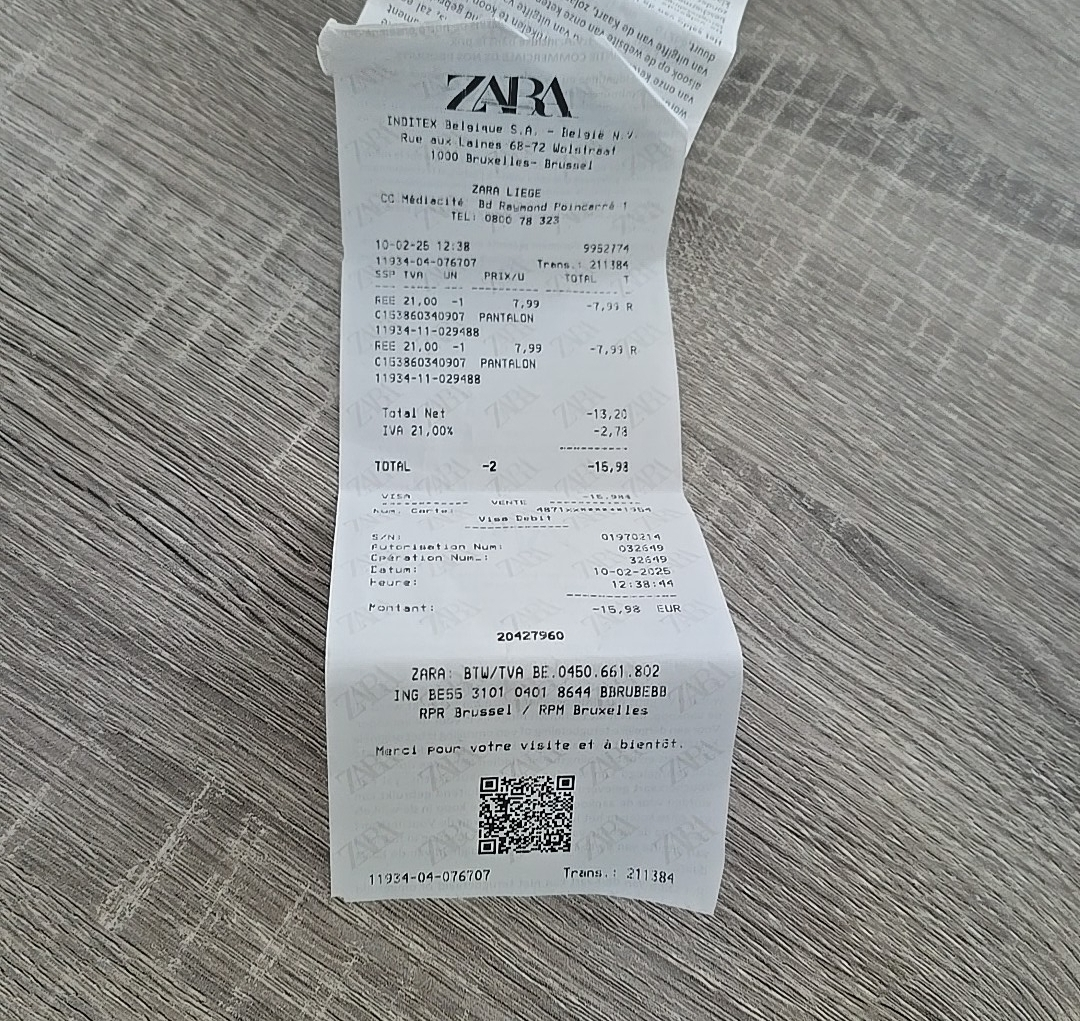 ZARA
INDITEX Belgique S.A. - België N.V.
Rue aux Laines 68-72 Wolstraat
1000 Bruxelles- Brussel
ZARA LIEGE
CC Médiacité Bd Raymond Poincarré 1
TEL: 0800 78 323
10-02-25 12:38 9952774
11934-04-076707 Trans.: 211384
SSP TVA UN PRIX/U TOTAL T
REE 21,00 -1 7,99 -7,99 R
C153860340907 PANTALON
11934-11-029488
REE 21,00 -1 7,99 -7,99 R
C153860340907 PANTALON
11934-11-029488
Total Net -13,20
IVA 21,00% -2,78
TOTAL -2 -15,98
VISA VENTE -15,98
Num. Carte:
Visa Debit
S/N: 01970214
Autorisation Num: 032649
Opération Num.: 32649
Datum: 10-02-2025
Heure: 12:38:44
Montant: -15,98 EUR
20427960
ZARA: BTW/TVA BE.0450.661.802
ING BE55 3101 0401 8644 BBRUBEBB
RPR Brussel / RPM Bruxelles
Merci pour votre visite et à bientôt.
11934-04-076707 Trans.: 211384